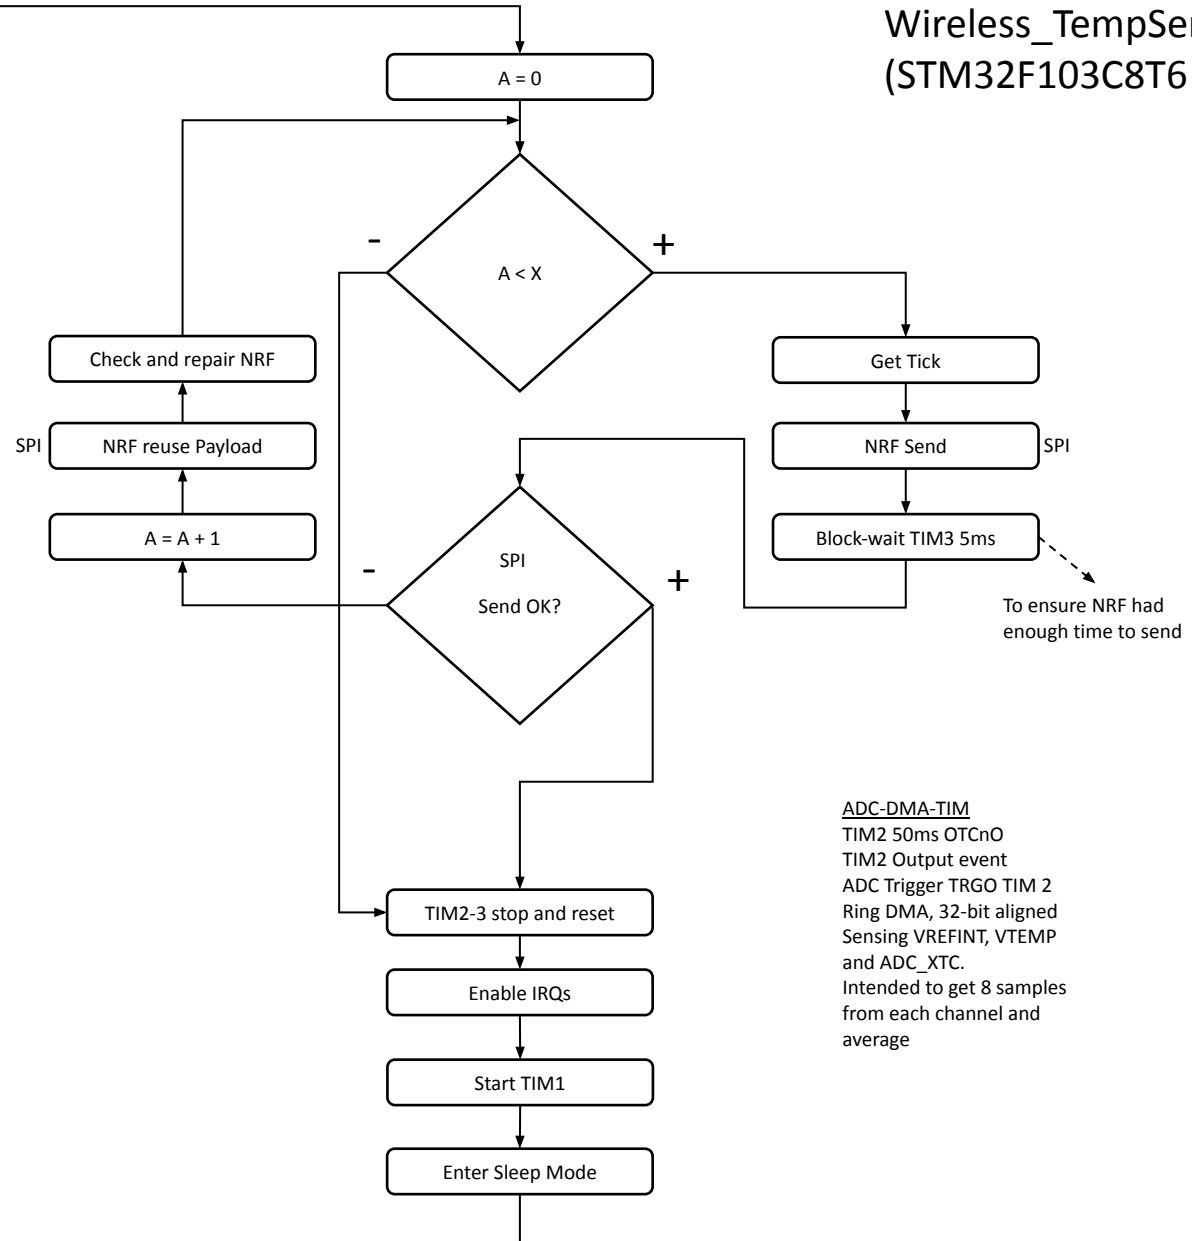 Wireless_TempSer
(STM32F103C8T6
A = 0
-
+
A < X
Check and repair NRF
Get Tick
SPI
NRF reuse Payload
NRF Send
SPI
A = A + 1
Block-wait TIM3 5ms
-
SPI
+
Send OK?
To ensure NRF had
enough time to send
ADC-DMA-TIM
TIM2 50ms OTCnO
TIM2 Output event
ADC Trigger TRGO TIM 2
Ring DMA, 32-bit aligned
Sensing VREFINT, VTEMP
and ADC_XTC.
Intended to get 8 samples
from each channel and
average
TIM2-3 stop and reset
Enable IRQs
Start TIM1
Enter Sleep Mode